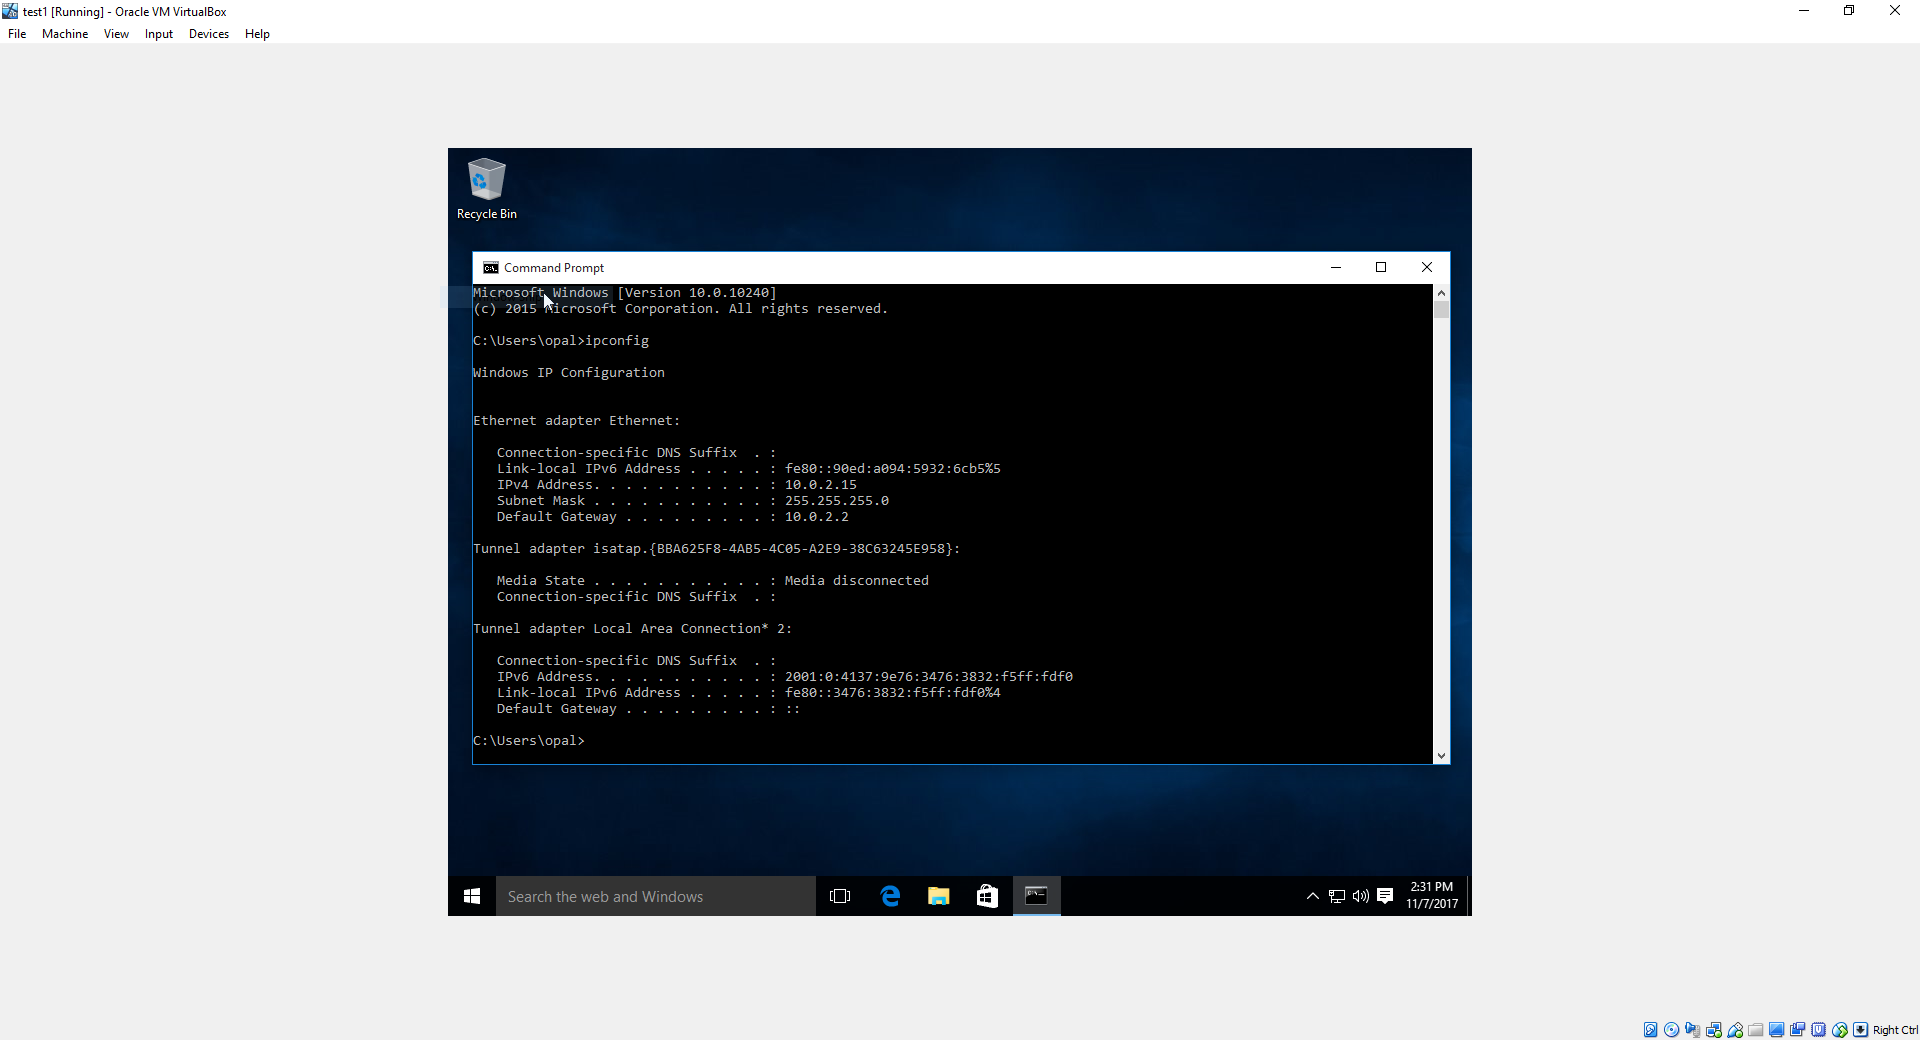 test1 [Running] - Oracle VM VirtualBox
File Machine View Input Devices Help
Recycle Bin
Command Prompt
Microsoft Windows [Version 10.0.10240]
(c) 2015 Microsoft Corporation. All rights reserved.
C:\Users\opal>ipconfig
Windows IP Configuration
Ethernet adapter Ethernet:
Connection-specific DNS Suffix  . :
Link-local IPv6 Address . . . . . : fe80::90ed:a094:5932:6cb5%5
IPv4 Address. . . . . . . . . . . : 10.0.2.15
Subnet Mask . . . . . . . . . . . : 255.255.255.0
Default Gateway . . . . . . . . . : 10.0.2.2
Tunnel adapter isatap.{BBA625F8-4AB5-4C05-A2E9-38C63245E958}:
Media State . . . . . . . . . . . : Media disconnected
Connection-specific DNS Suffix  . :
Tunnel adapter Local Area Connection* 2:
Connection-specific DNS Suffix  . :
IPv6 Address. . . . . . . . . . . : 2001:0:4137:9e76:3476:3832:f5ff:fdf0
Link-local IPv6 Address . . . . . : fe80::3476:3832:f5ff:fdf0%4
Default Gateway . . . . . . . . . : ::
C:\Users\opal>
Search the web and Windows
2:31 PM
11/7/2017
Right Ctrl